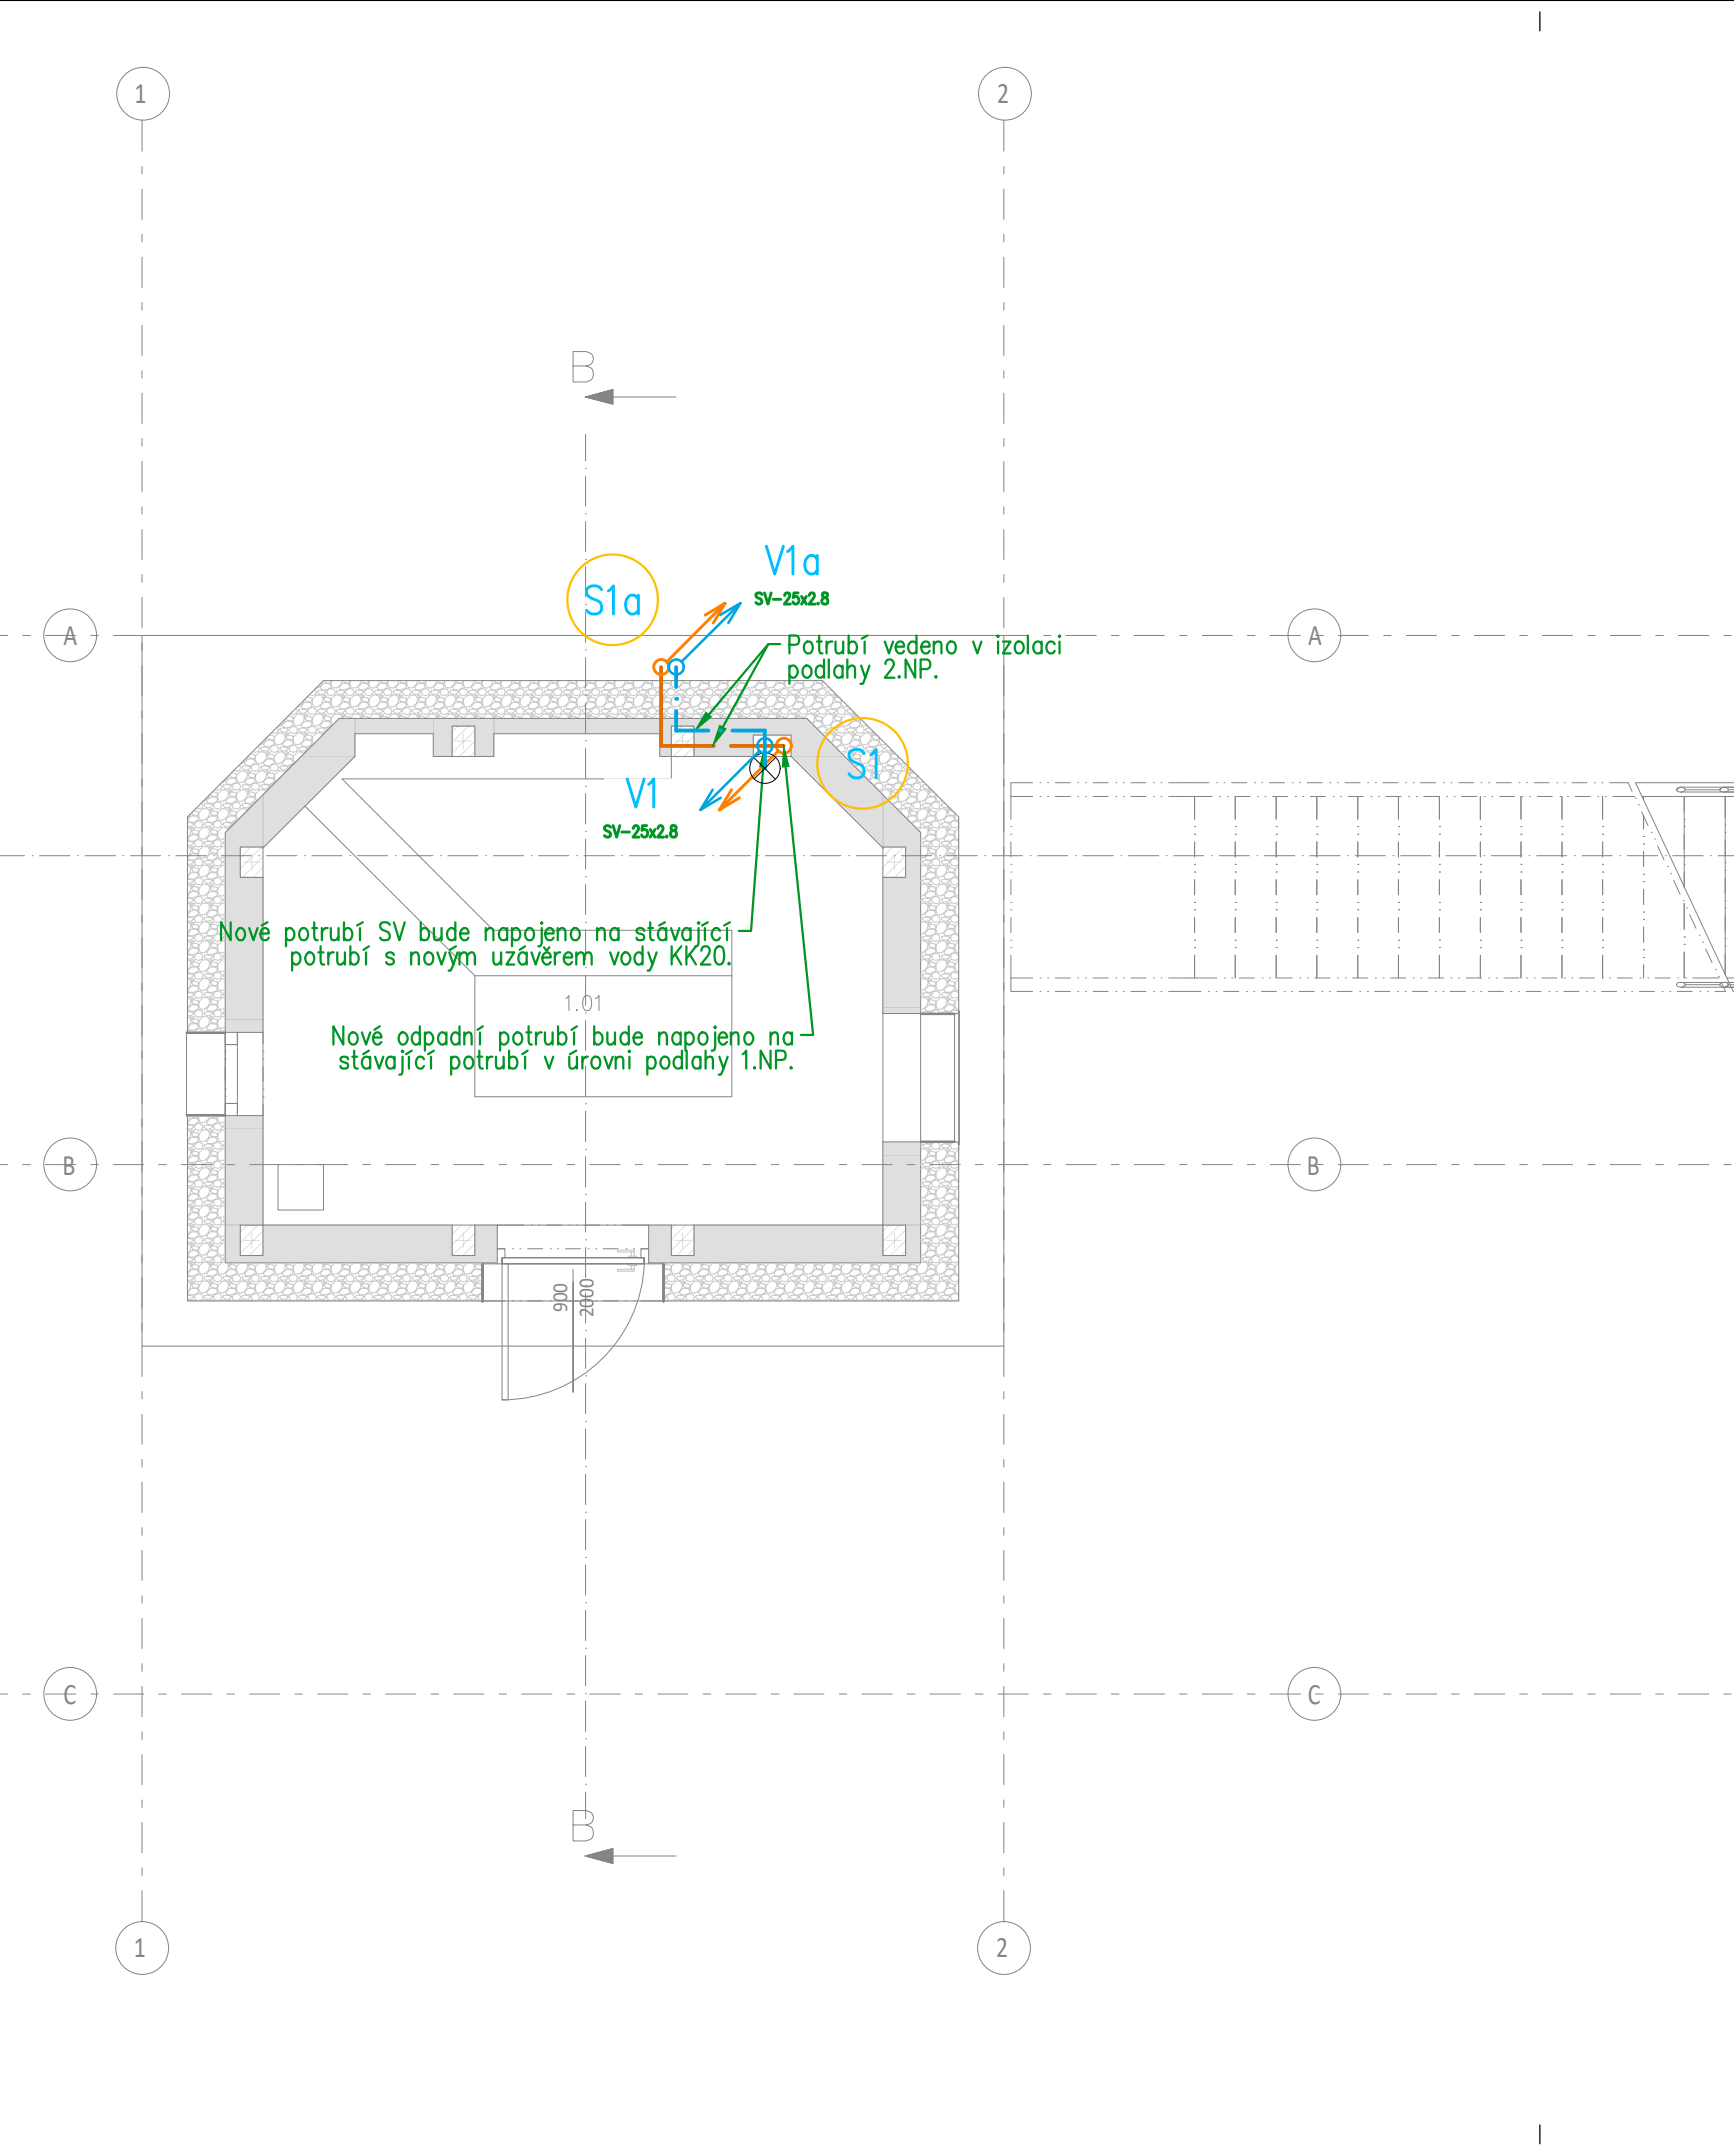 1
2
B
V1a
S1a
SV-25x2.8
A
A
Potrubí vedeno v izolaci
podlahy 2.NP.
S1
V1
SV-25x2.8
Nové potrubí SV bude napojeno na stávající
potrubí s novým uzávěrem vody KK20.
1.01
Nové odpadní potrubí bude napojeno na
stávající potrubí v úrovni podlahy 1.NP.
B
B
900
2000
C
C
B
1
2